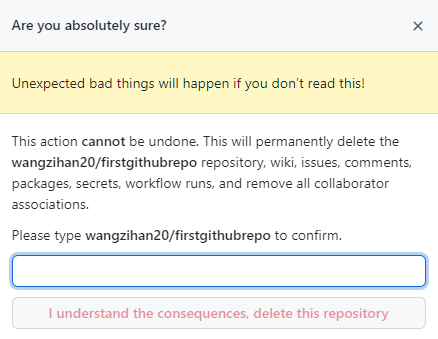 Are you absolutely sure?
Unexpected bad things will happen if you don’t read this!
This action cannot be undone. This will permanently delete the
wangzihan20/firstgithubrepo repository, wiki, issues, comments,
packages, secrets, workflow runs, and remove all collaborator
associations.
Please type wangzihan20/firstgithubrepo to confirm.
I understand the consequences, delete this repository